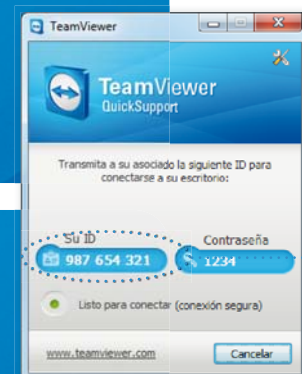 TeamViewer
TeamViewer
QuickSupport
Transmita a su asociado la siguiente ID para
conectarse a su escritorio:
Su ID
Contraseña
987 654 321
1234
Listo para conectar (conexión segura)
www.teamviewer.com
Cancelar